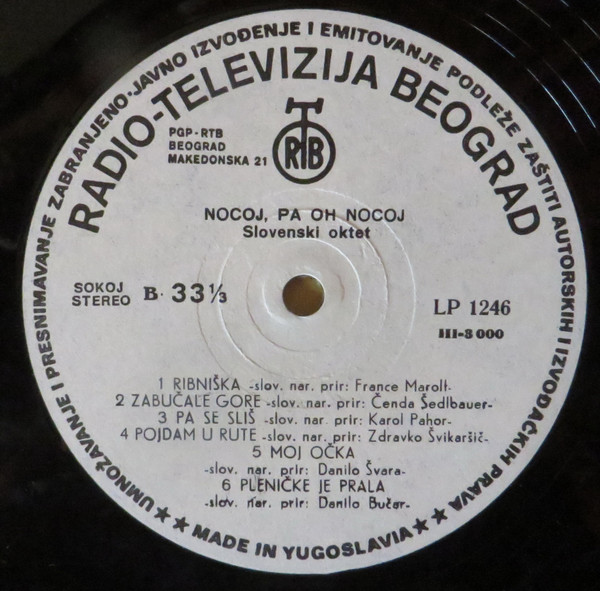 UMNOŽAVANJE I PRESNIMAVANJE ZABRANJENO-JAVNO IZVOĐENJE I EMITOVANJE PODLEŽE ZAŠTITI AUTORSKIH I IZVOĐAČKIH PRAVA
RADIO-TELEVIZIJA BEOGRAD
PGP-RTB
BEOGRAD
MAKEDONSKA 21
RTB
NOCOJ, PA OH NOCOJ
Slovenski oktet
SOKOJ
STEREO
B· 33⅓
LP 1246
III-3 000
1 RIBNIŠKA -slov. nar. prir: France Marolt-
2 ZABUČALE GORE -slov. nar. prir: Čenda Šedlbauer-
3 PA SE SLIŠ -slov. nar. prir: Karol Pahor-
4 POJDAM U RUTE -slov. nar. prir: Zdravko Švikaršič-
5 MOJ OČKA
-slov. nar. prir: Danilo Švara-
6 PLENIČKE JE PRALA
-slov. nar. prir: Danilo Bučar-
★★ MADE IN YUGOSLAVIA ★★